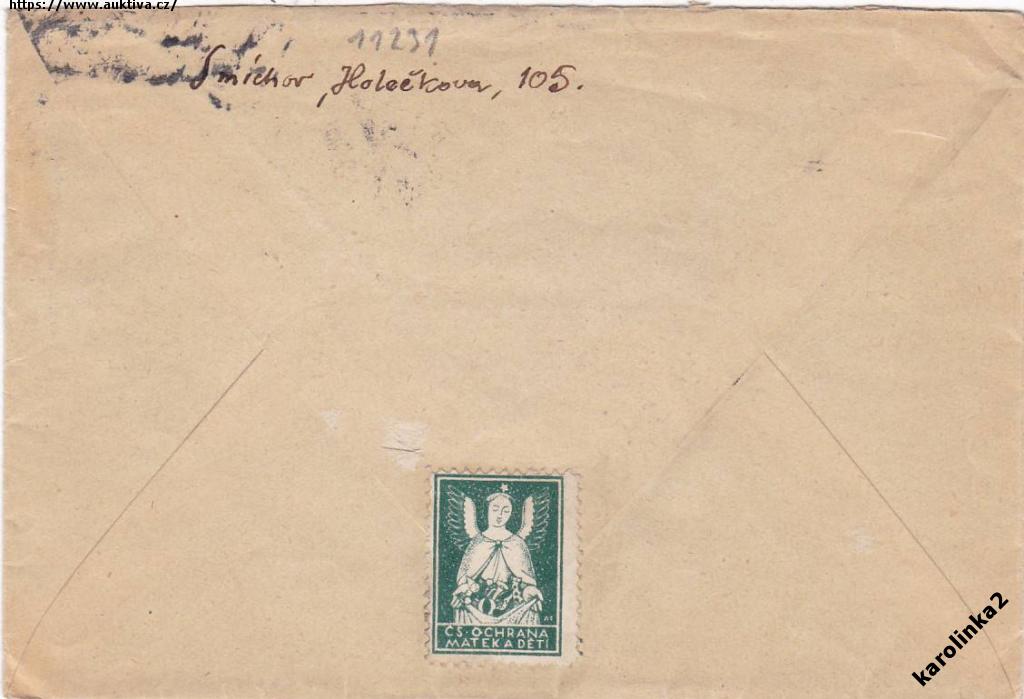 https://www.auktiva.cz/
11231
Smíchov, Holečkova, 105.
ČS·OCHRANA
MATEK A DĚTÍ
karolinka2